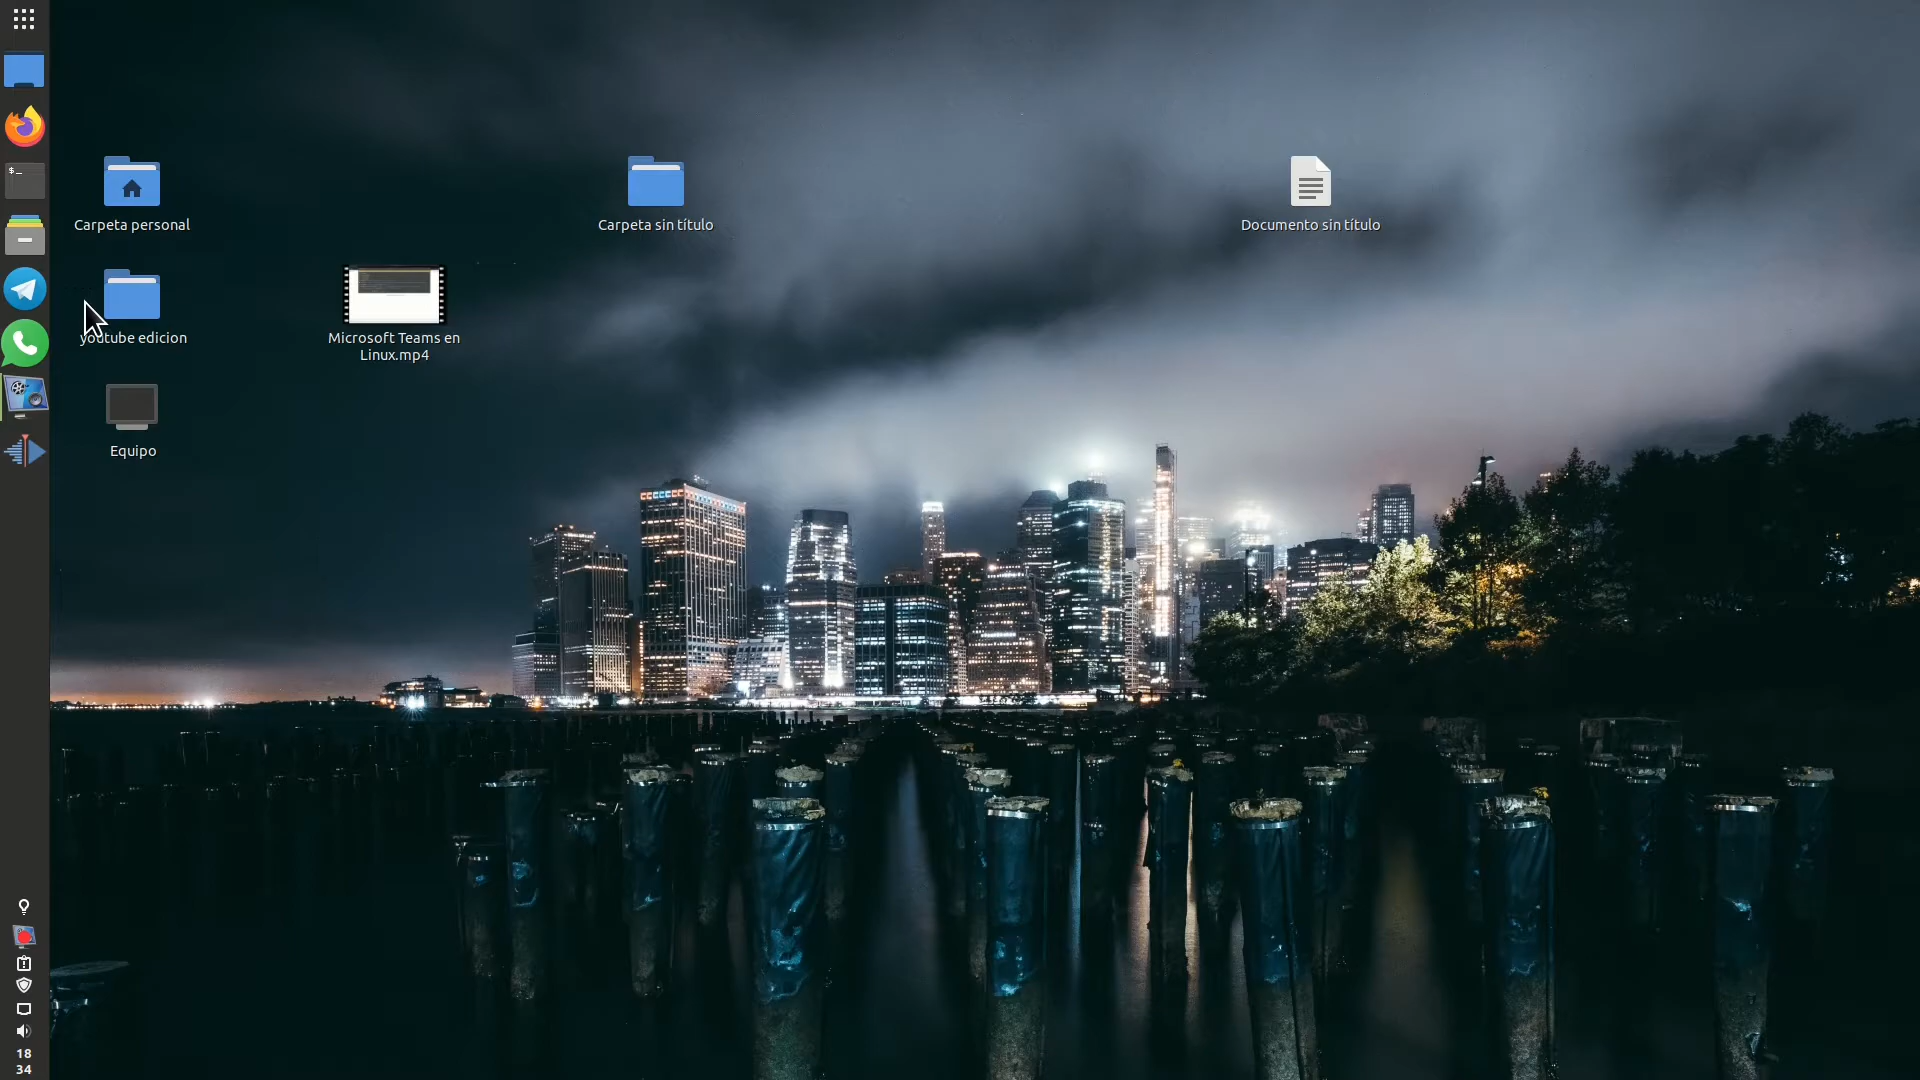 $_
Carpeta personal
Carpeta sin título
Documento sin título
youtube edicion
Microsoft Teams en
Linux.mp4
Equipo
18
34